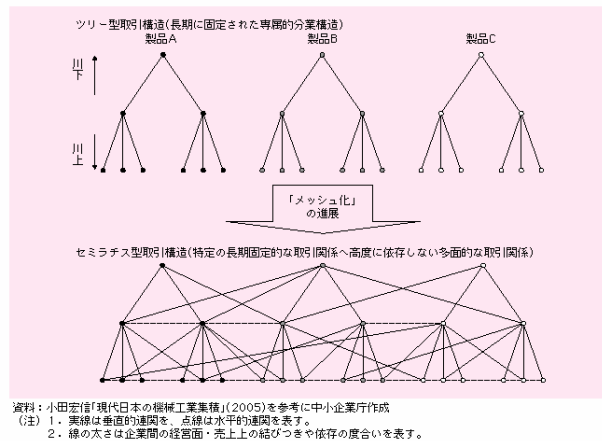 ツリー型取引構造(長期に固定された専属的分業構造)
製品A
製品B
製品C
川下
川上
「メッシュ化」
の進展
セミラチス型取引構造(特定の長期固定的な取引関係へ高度に依存しない多面的な取引関係)
資料:小田宏信「現代日本の機械工業集積」(2005)を参考に中小企業庁作成
(注)1.実線は垂直的連関を、点線は水平的連関を表す。
2.線の太さは企業間の経営面・売上上の結びつきや依存の度合いを表す。